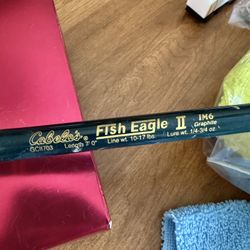 Cabela's® Fish Eagle II IM6
Graphite
GCII703 Length 7' 0" Line wt. 10-17 lbs. Lure wt. 1/4-3/4 oz